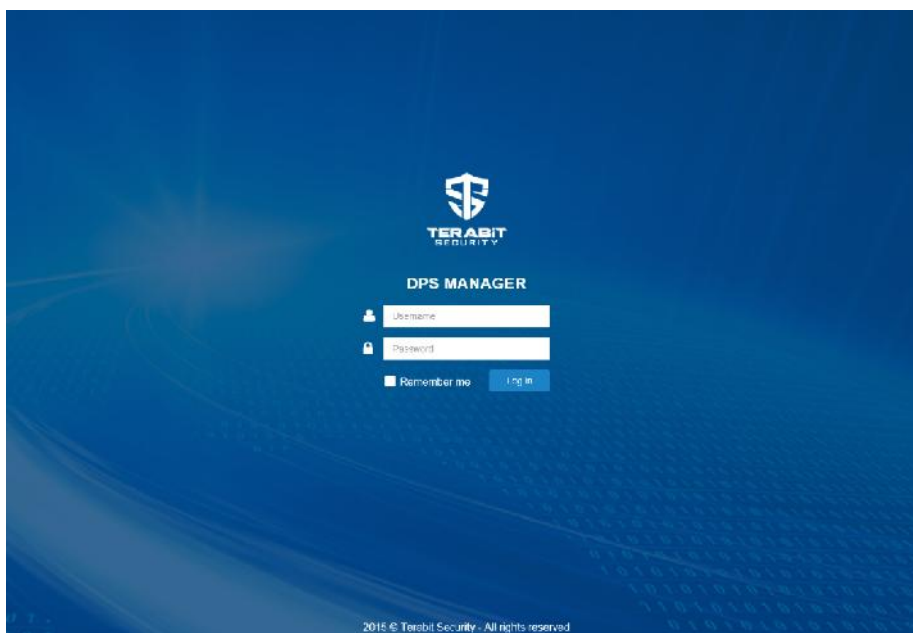 TERABIT
SECURITY
DPS MANAGER
Username
Password
Remember me
Log in
2015 © Terabit Security - All rights reserved